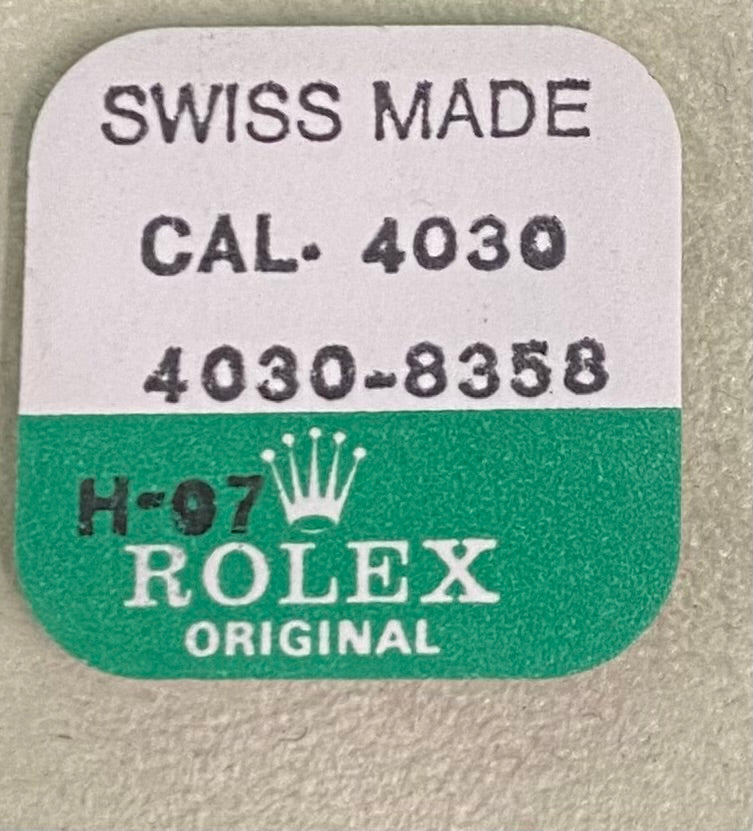 SWISS MADE
CAL. 4030
4030-8358
H-97
ROLEX
ORIGINAL